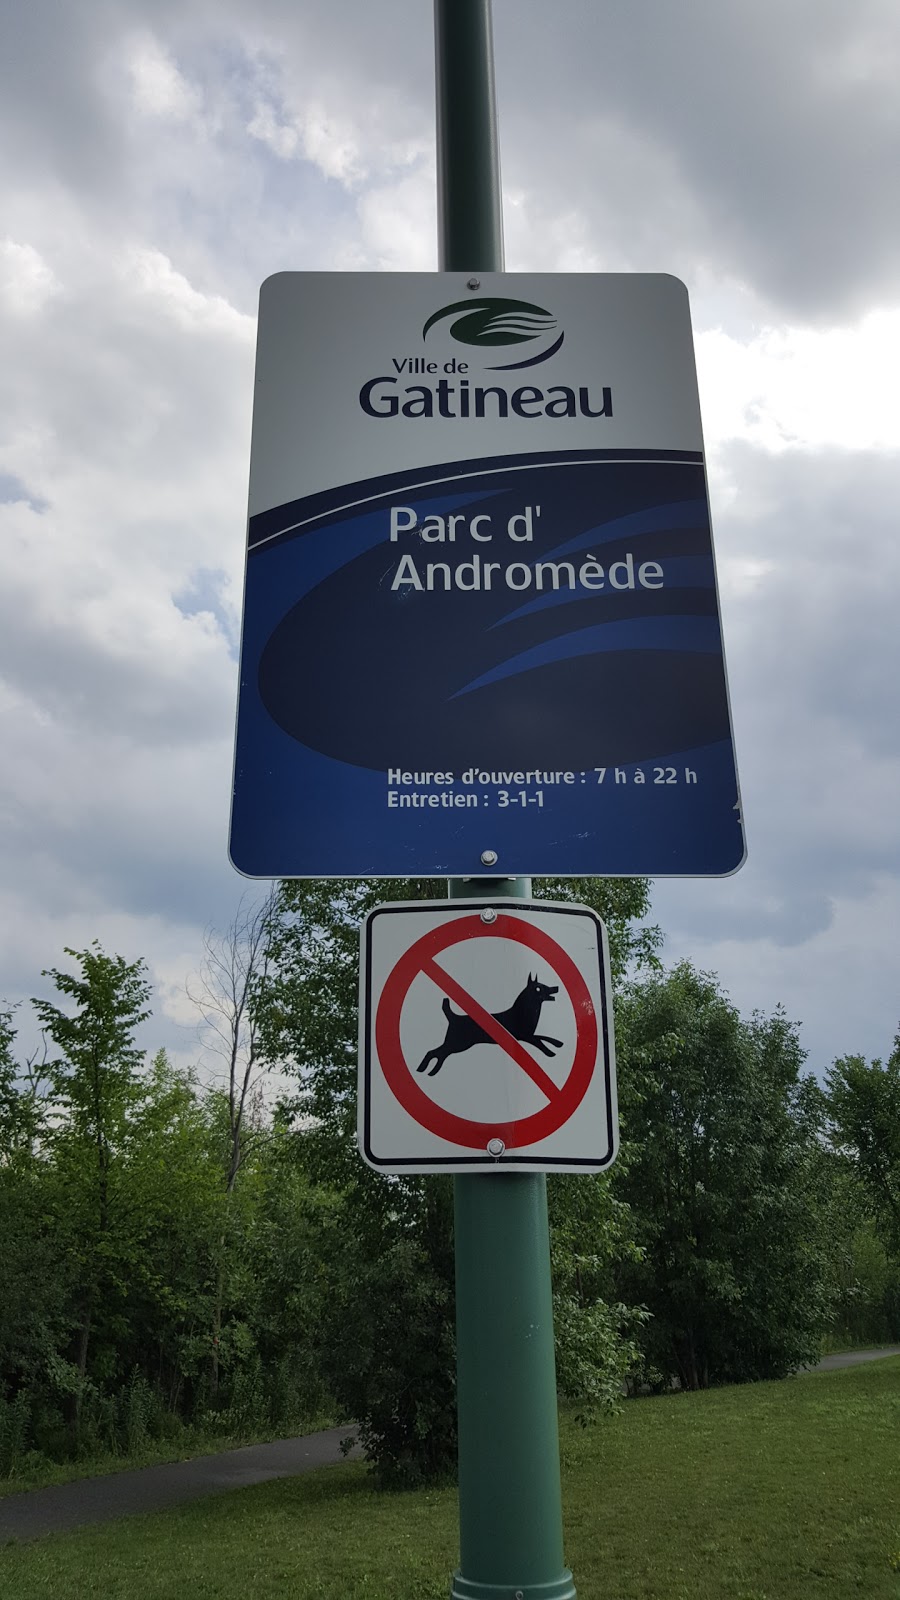 Ville de
Gatineau
Parc d'
Andromède
Heures d'ouverture : 7 h à 22 h
Entretien : 3-1-1